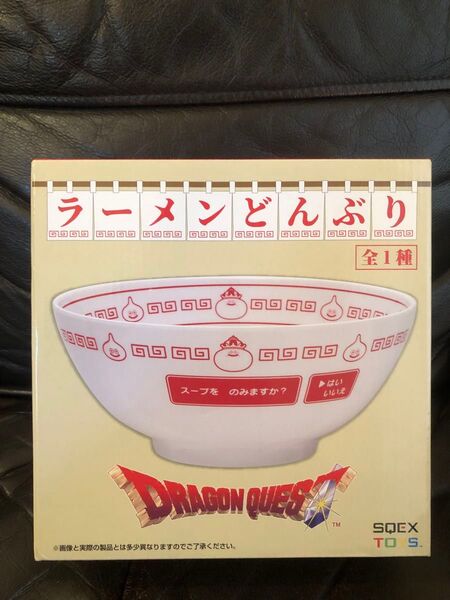 ラーメンどんぶり
全1種
スープを のみますか?
▶はい
いいえ
DRAGON QUEST™
SQEX
TOYS™
※画像と実際の製品とは多少異なりますのでご了承ください。